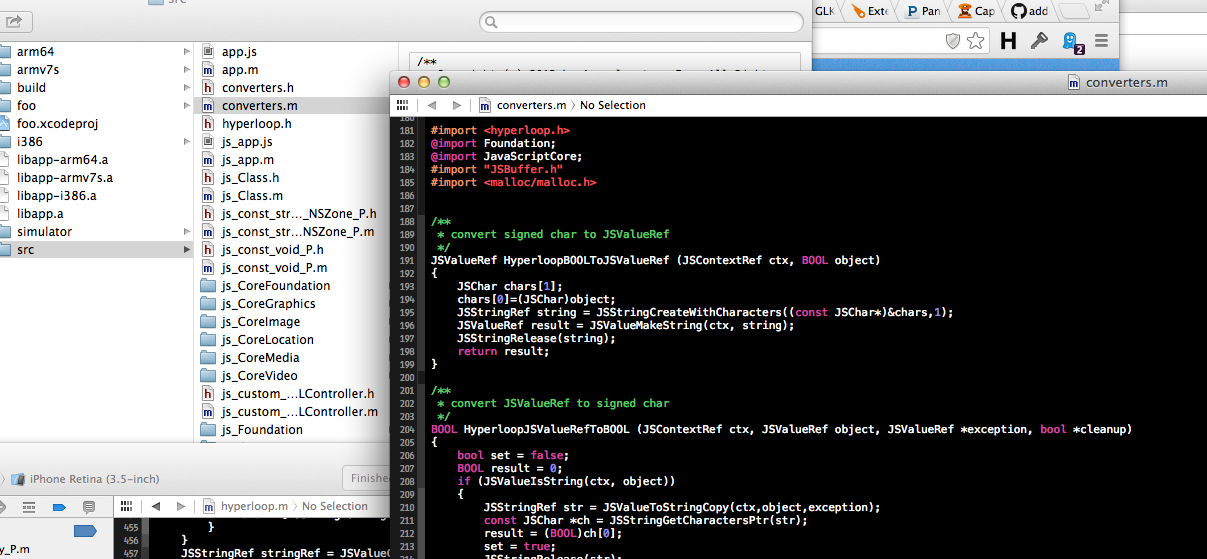 src
GLK
Exte
Pan
Cap
add
H
2
arm64
armv7s
build
foo
foo.xcodeproj
i386
libapp-arm64.a
libapp-armv7s.a
libapp-i386.a
libapp.a
simulator
src
app.js
app.m
converters.h
converters.m
hyperloop.h
js_app.js
js_app.m
js_Class.h
js_Class.m
js_const_str..._NSZone_P.h
js_const_str..._NSZone_P.m
js_const_void_P.h
js_const_void_P.m
js_CoreFoundation
js_CoreGraphics
js_CoreImage
js_CoreLocation
js_CoreMedia
js_CoreVideo
js_custom_...LController.h
js_custom_...LController.m
js_Foundation
/**
converters.m
converters.m 〉 No Selection
180
181 #import <hyperloop.h>
182 @import Foundation;
183 @import JavaScriptCore;
184 #import "JSBuffer.h"
185 #import <malloc/malloc.h>
186
187
188 /**
189  * convert signed char to JSValueRef
190  */
191 JSValueRef HyperloopBOOLToJSValueRef (JSContextRef ctx, BOOL object)
192 {
193     JSChar chars[1];
194     chars[0]=(JSChar)object;
195     JSStringRef string = JSStringCreateWithCharacters((const JSChar*)&chars,1);
196     JSValueRef result = JSValueMakeString(ctx, string);
197     JSStringRelease(string);
198     return result;
199 }
200
201 /**
202  * convert JSValueRef to signed char
203  */
204 BOOL HyperloopJSValueRefToBOOL (JSContextRef ctx, JSValueRef object, JSValueRef *exception, bool *cleanup)
205 {
206     bool set = false;
207     BOOL result = 0;
208     if (JSValueIsString(ctx, object))
209     {
210         JSStringRef str = JSValueToStringCopy(ctx,object,exception);
211         const JSChar *ch = JSStringGetCharactersPtr(str);
212         result = (BOOL)ch[0];
213         set = true;
214         JSStringRelease(str);
iPhone Retina (3.5-inch)
Finishe
hyperloop.m 〉 No Selection
y_P.m
455 }
456 }
457 JSStringRef stringRef = JSValueC